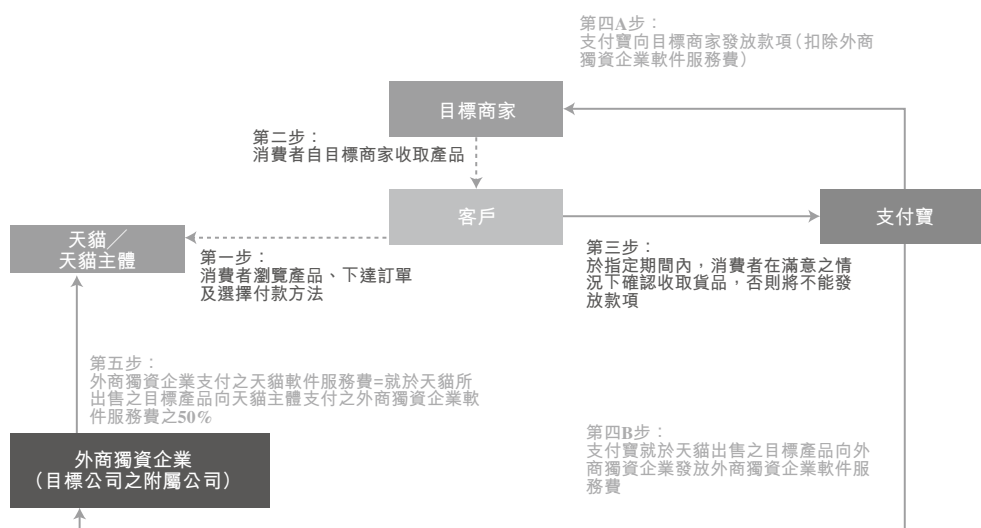 第四A步：
支付寶向目標商家發放款項（扣除外商
獨資企業軟件服務費）
目標商家
第二步：
消費者自目標商家收取產品
客戶
支付寶
天貓／
天貓主體
第一步：
消費者瀏覽產品、下達訂單
及選擇付款方法
第三步：
於指定期間內，消費者在滿意之情
況下確認收取貨品，否則將不能發
放款項
第五步：
外商獨資企業支付之天貓軟件服務費=就於天貓所
出售之目標產品向天貓主體支付之外商獨資企業軟
件服務費之50%
外商獨資企業
（目標公司之附屬公司）
第四B步：
支付寶就於天貓出售之目標產品向外
商獨資企業發放外商獨資企業軟件服
務費